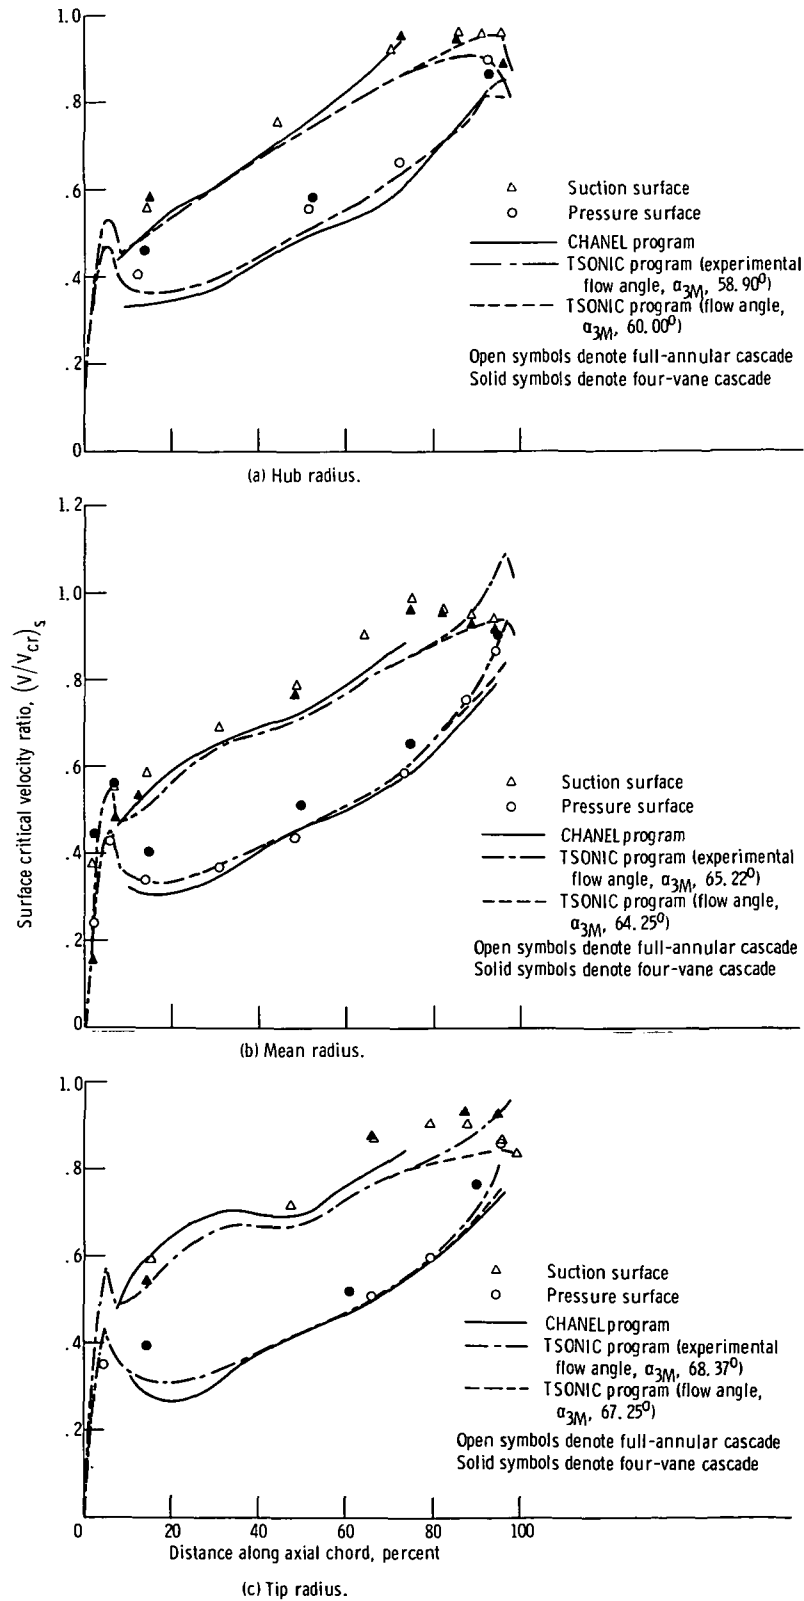 1.0
.8
.6
.4
.2
0
△ Suction surface
○ Pressure surface
CHANEL program
TSONIC program (experimental
flow angle, α3M, 58.90⁰)
TSONIC program (flow angle,
α3M, 60.00⁰)
Open symbols denote full-annular cascade
Solid symbols denote four-vane cascade
(a) Hub radius.
Surface critical velocity ratio, (V/Vcr)s
1.2
1.0
.8
.6
.4
.2
0
△ Suction surface
○ Pressure surface
CHANEL program
TSONIC program (experimental
flow angle, α3M, 65.22⁰)
TSONIC program (flow angle,
α3M, 64.25⁰)
Open symbols denote full-annular cascade
Solid symbols denote four-vane cascade
(b) Mean radius.
1.0
.8
.6
.4
.2
△ Suction surface
○ Pressure surface
CHANEL program
TSONIC program (experimental
flow angle, α3M, 68.37⁰)
TSONIC program (flow angle,
α3M, 67.25⁰)
Open symbols denote full-annular cascade
Solid symbols denote four-vane cascade
0 20 40 60 80 100
Distance along axial chord, percent
(c) Tip radius.